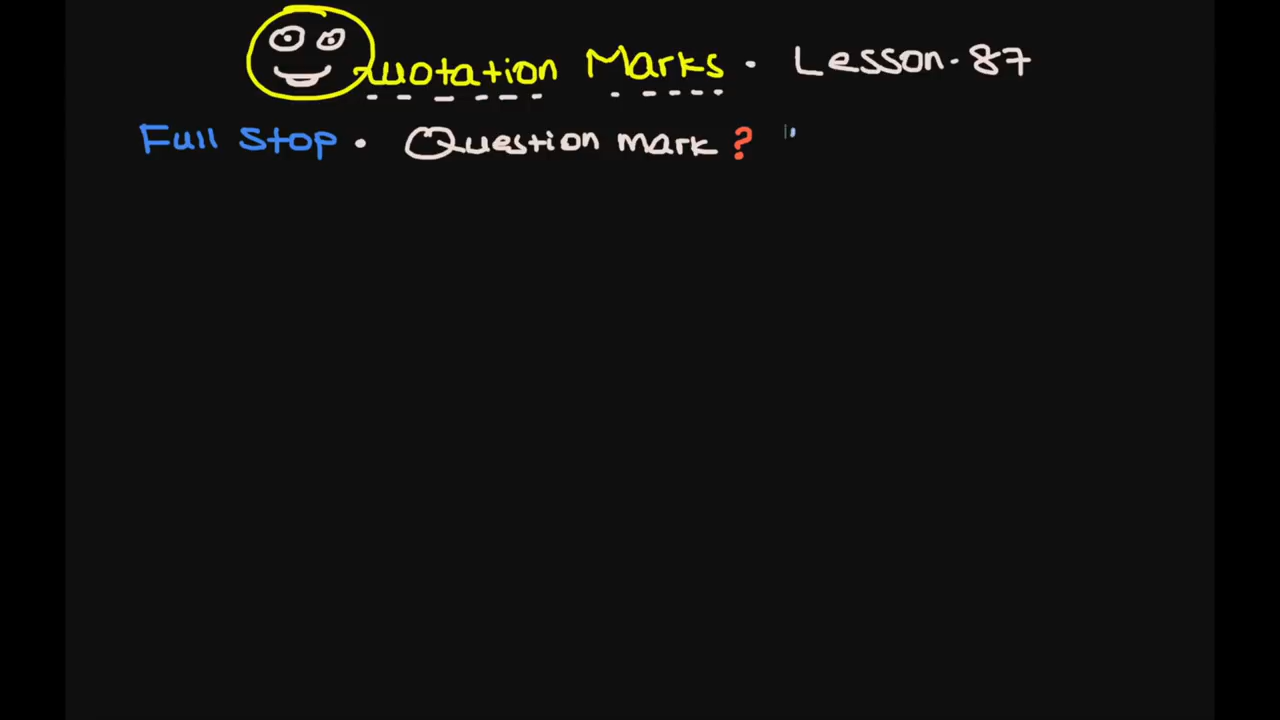 Quotation Marks . Lesson-87
Full Stop . Question mark ?